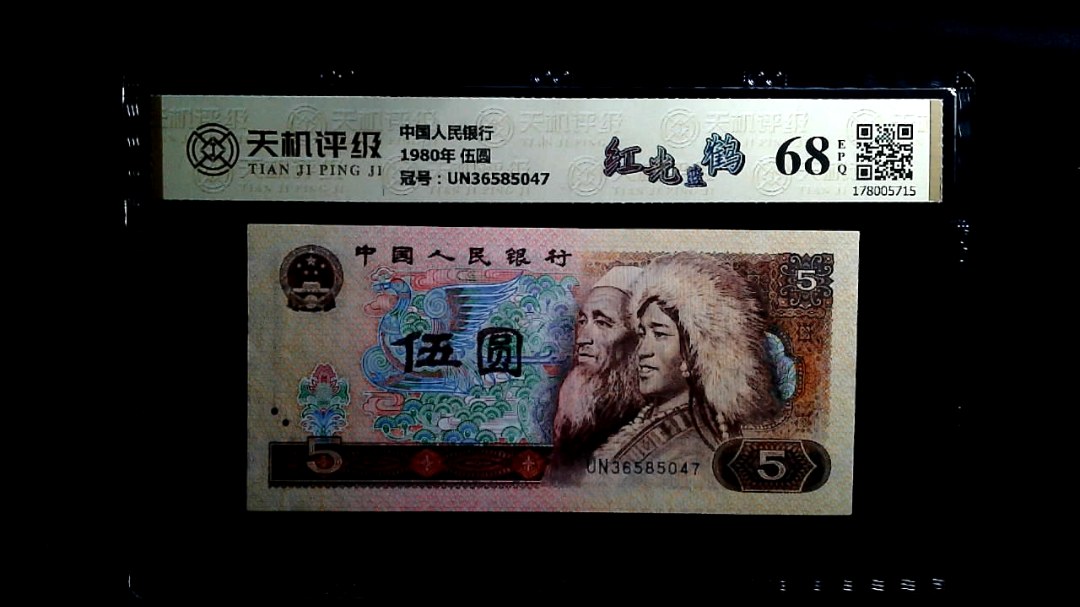 天机评级
TIAN JI PING JI
中国人民银行
1980年 伍圆
冠号：UN36585047
红光蓝鹤
68
EPQ
178005715
中国人民银行
5
伍圆
5
UN36585047
5